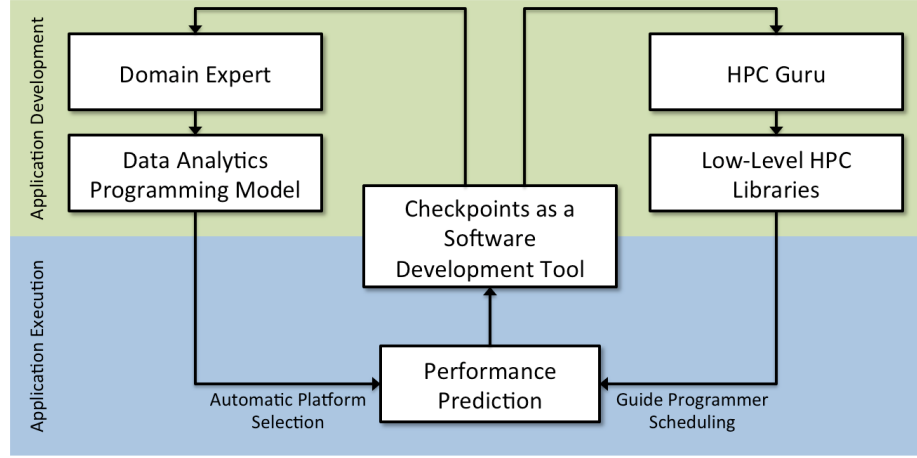 Application Development
Domain Expert
HPC Guru
Data Analytics
Programming Model
Low-Level HPC
Libraries
Checkpoints as a
Software
Development Tool
Application Execution
Performance
Prediction
Automatic Platform
Selection
Guide Programmer
Scheduling